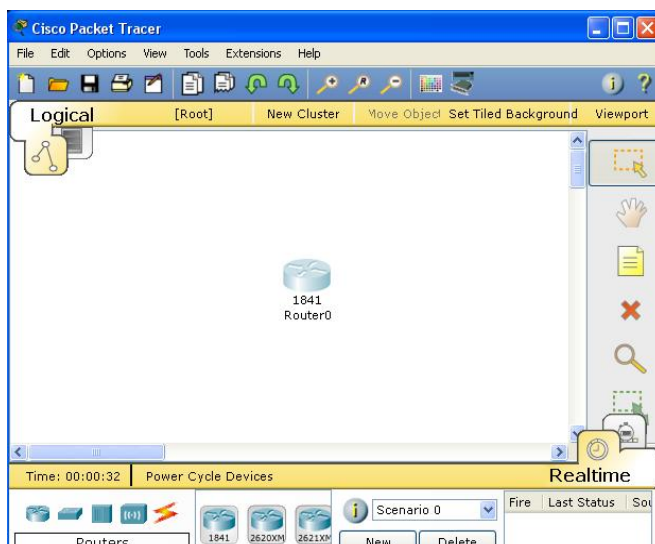 Cisco Packet Tracer
File Edit Options View Tools Extensions Help
Logical [Root] New Cluster Move Object Set Tiled Background Viewport
1841
Router0
Time: 00:00:32 Power Cycle Devices Realtime
Scenario 0 Fire Last Status Sou
1841 2620XM 2621XM New Delete
Routers